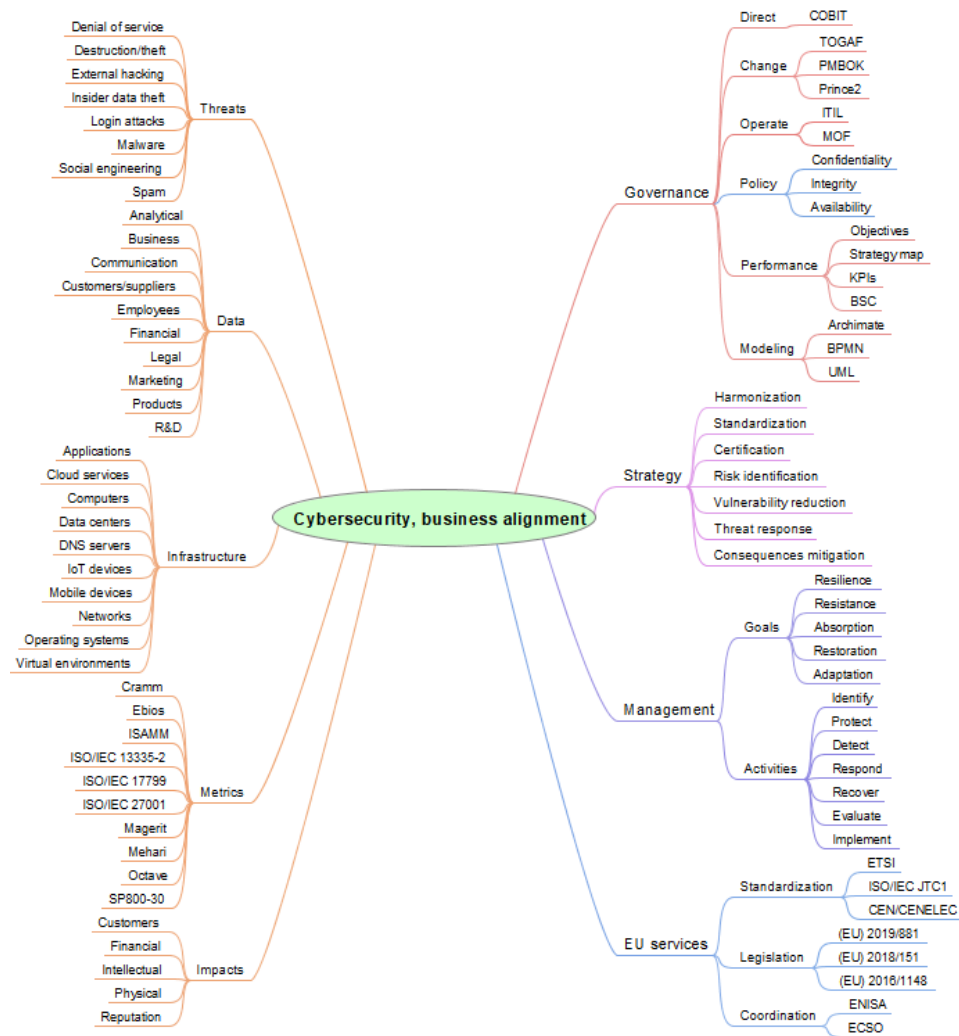 Cybersecurity, business alignment
Threats
Denial of service
Destruction/theft
External hacking
Insider data theft
Login attacks
Malware
Social engineering
Spam
Data
Analytical
Business
Communication
Customers/suppliers
Employees
Financial
Legal
Marketing
Products
R&D
Infrastructure
Applications
Cloud services
Computers
Data centers
DNS servers
IoT devices
Mobile devices
Networks
Operating systems
Virtual environments
Metrics
Cramm
Ebios
ISAMM
ISO/IEC 13335-2
ISO/IEC 17799
ISO/IEC 27001
Magerit
Mehari
Octave
SP800-30
Impacts
Customers
Financial
Intellectual
Physical
Reputation
Governance
Direct
COBIT
Change
TOGAF
PMBOK
Prince2
Operate
ITIL
MOF
Policy
Confidentiality
Integrity
Availability
Performance
Objectives
Strategy map
KPIs
BSC
Modeling
Archimate
BPMN
UML
Strategy
Harmonization
Standardization
Certification
Risk identification
Vulnerability reduction
Threat response
Consequences mitigation
Management
Goals
Resilience
Resistance
Absorption
Restoration
Adaptation
Activities
Identify
Protect
Detect
Respond
Recover
Evaluate
Implement
EU services
Standardization
ETSI
ISO/IEC JTC1
CEN/CENELEC
Legislation
(EU) 2019/881
(EU) 2018/151
(EU) 2016/1148
Coordination
ENISA
ECSO